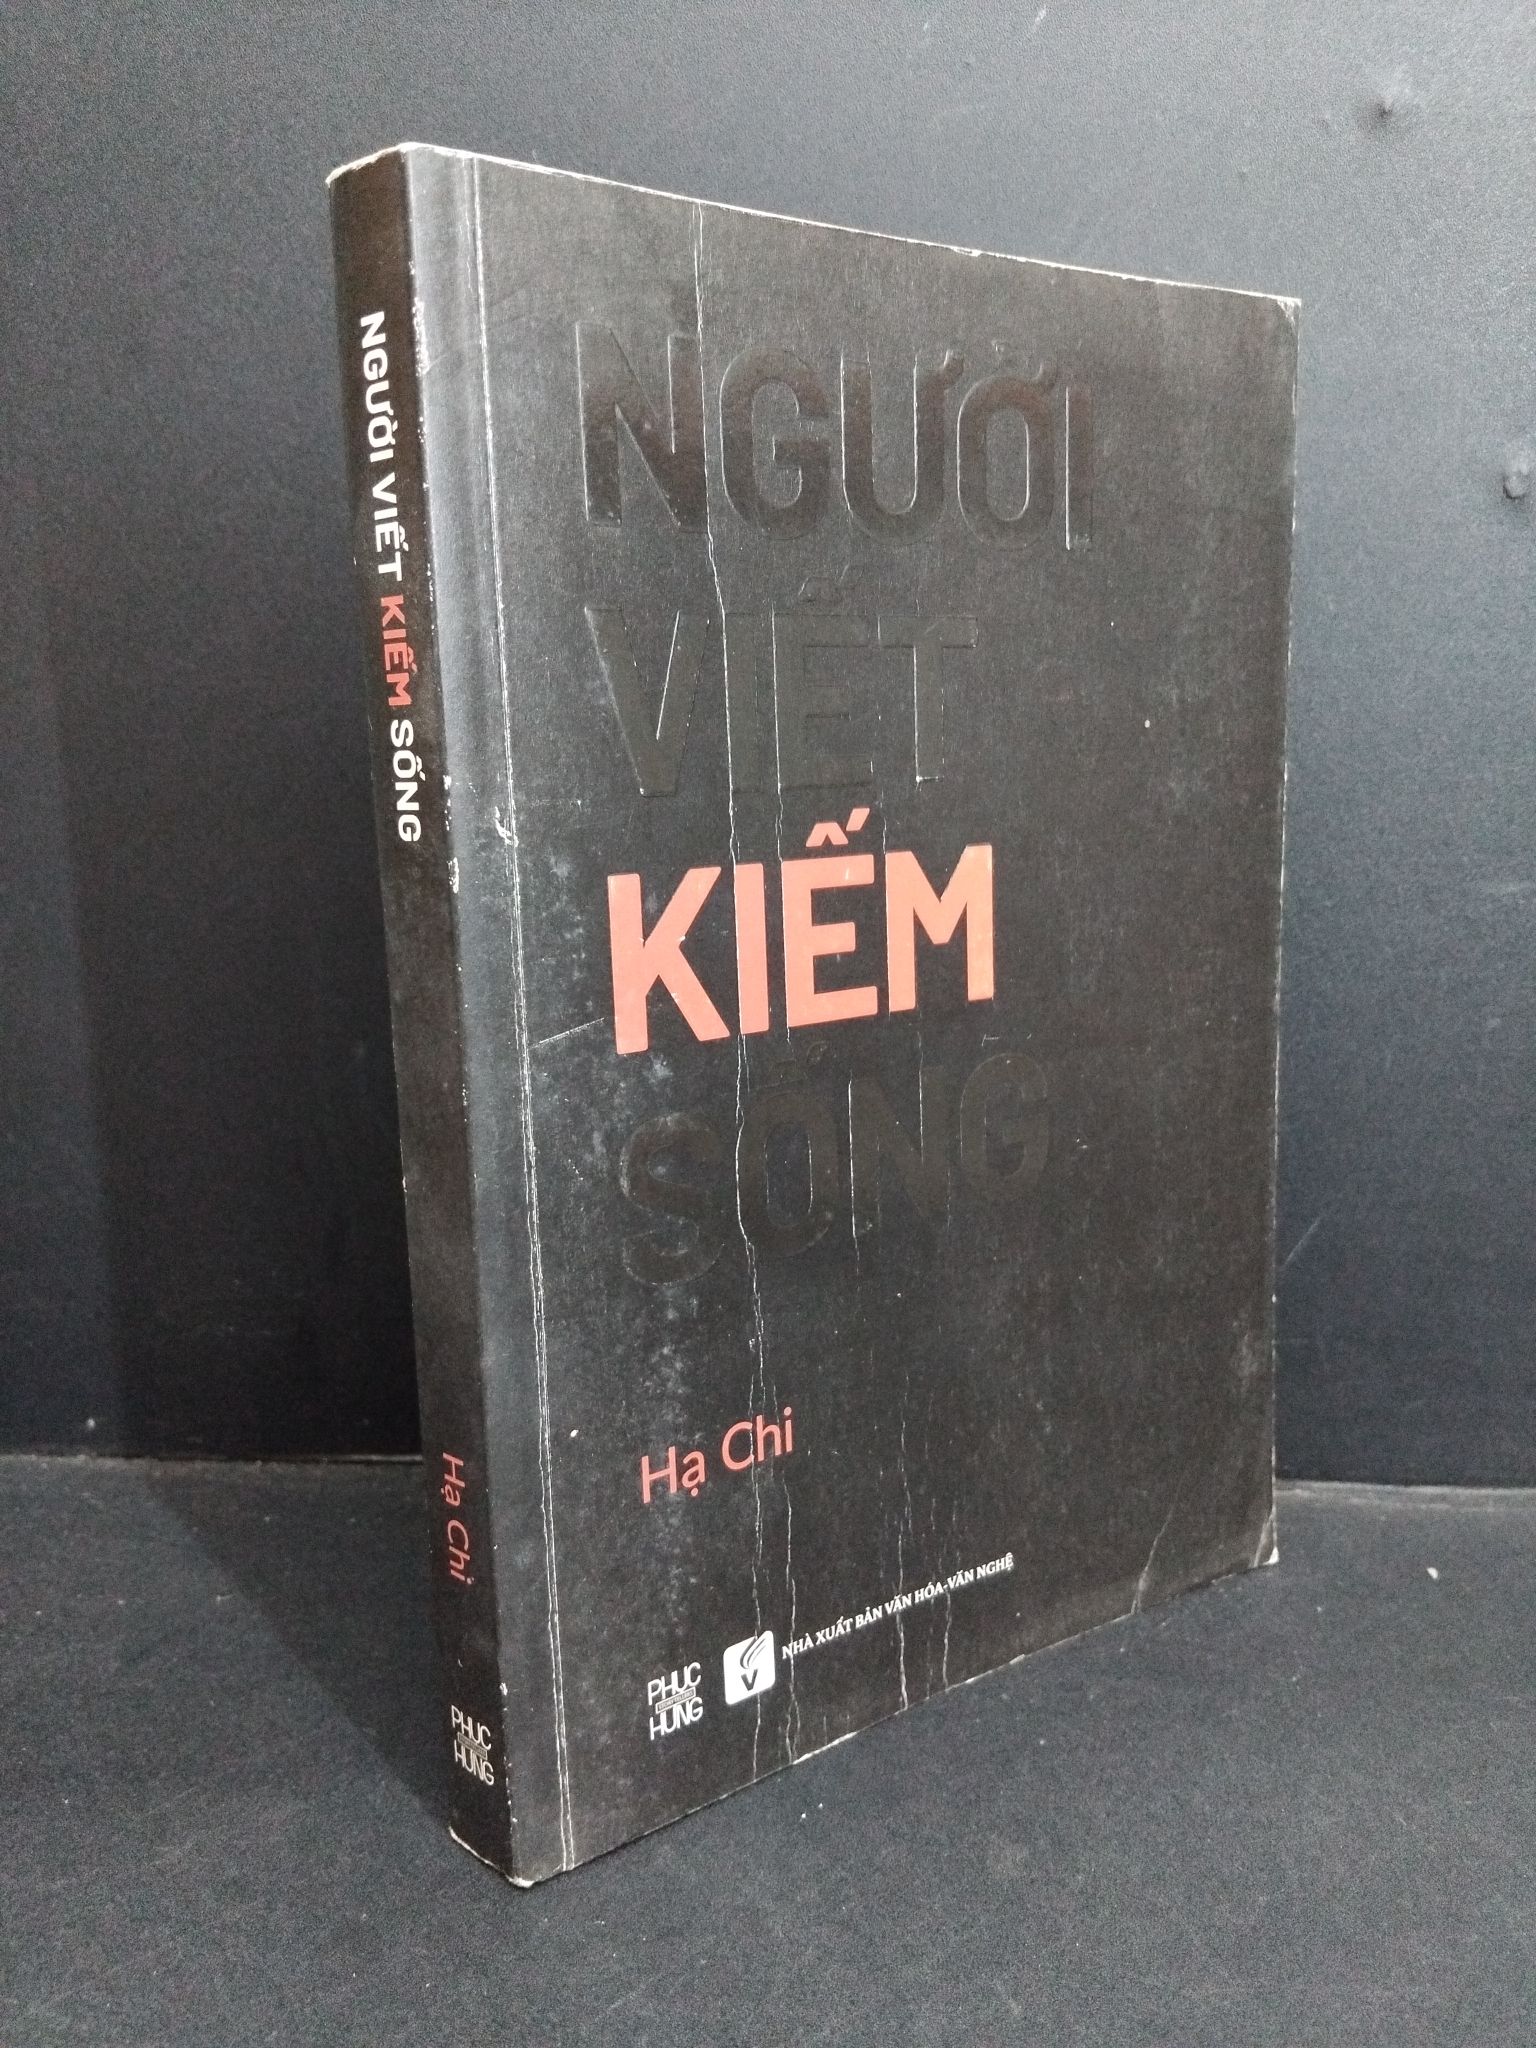 NGƯỜI VIẾT KIẾM SỐNG
Hạ Chi
PHỤC
HƯNG
NGƯỜI
VIẾT
KIẾM
SỐNG
Hạ Chi
PHỤC
HƯNG
V
NHÀ XUẤT BẢN VĂN HÓA-VĂN NGHỆ